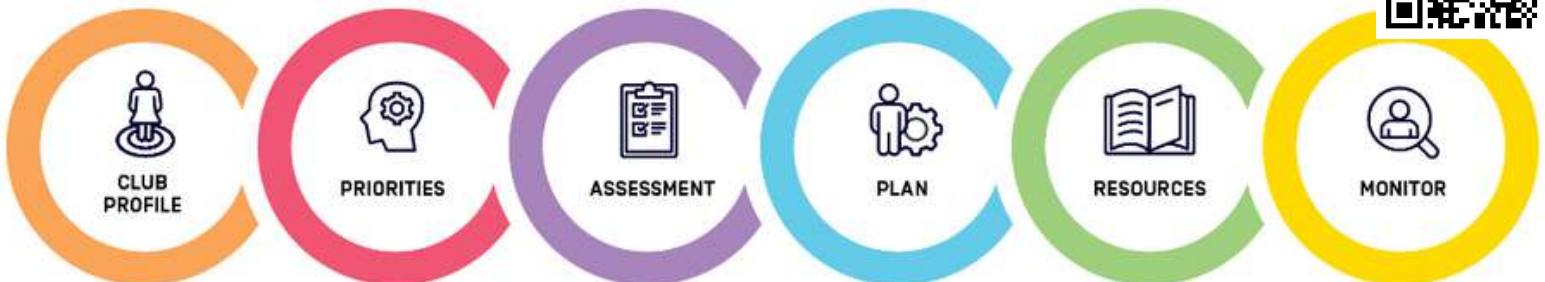 CLUB
PROFILE
PRIORITIES
ASSESSMENT
PLAN
RESOURCES
MONITOR